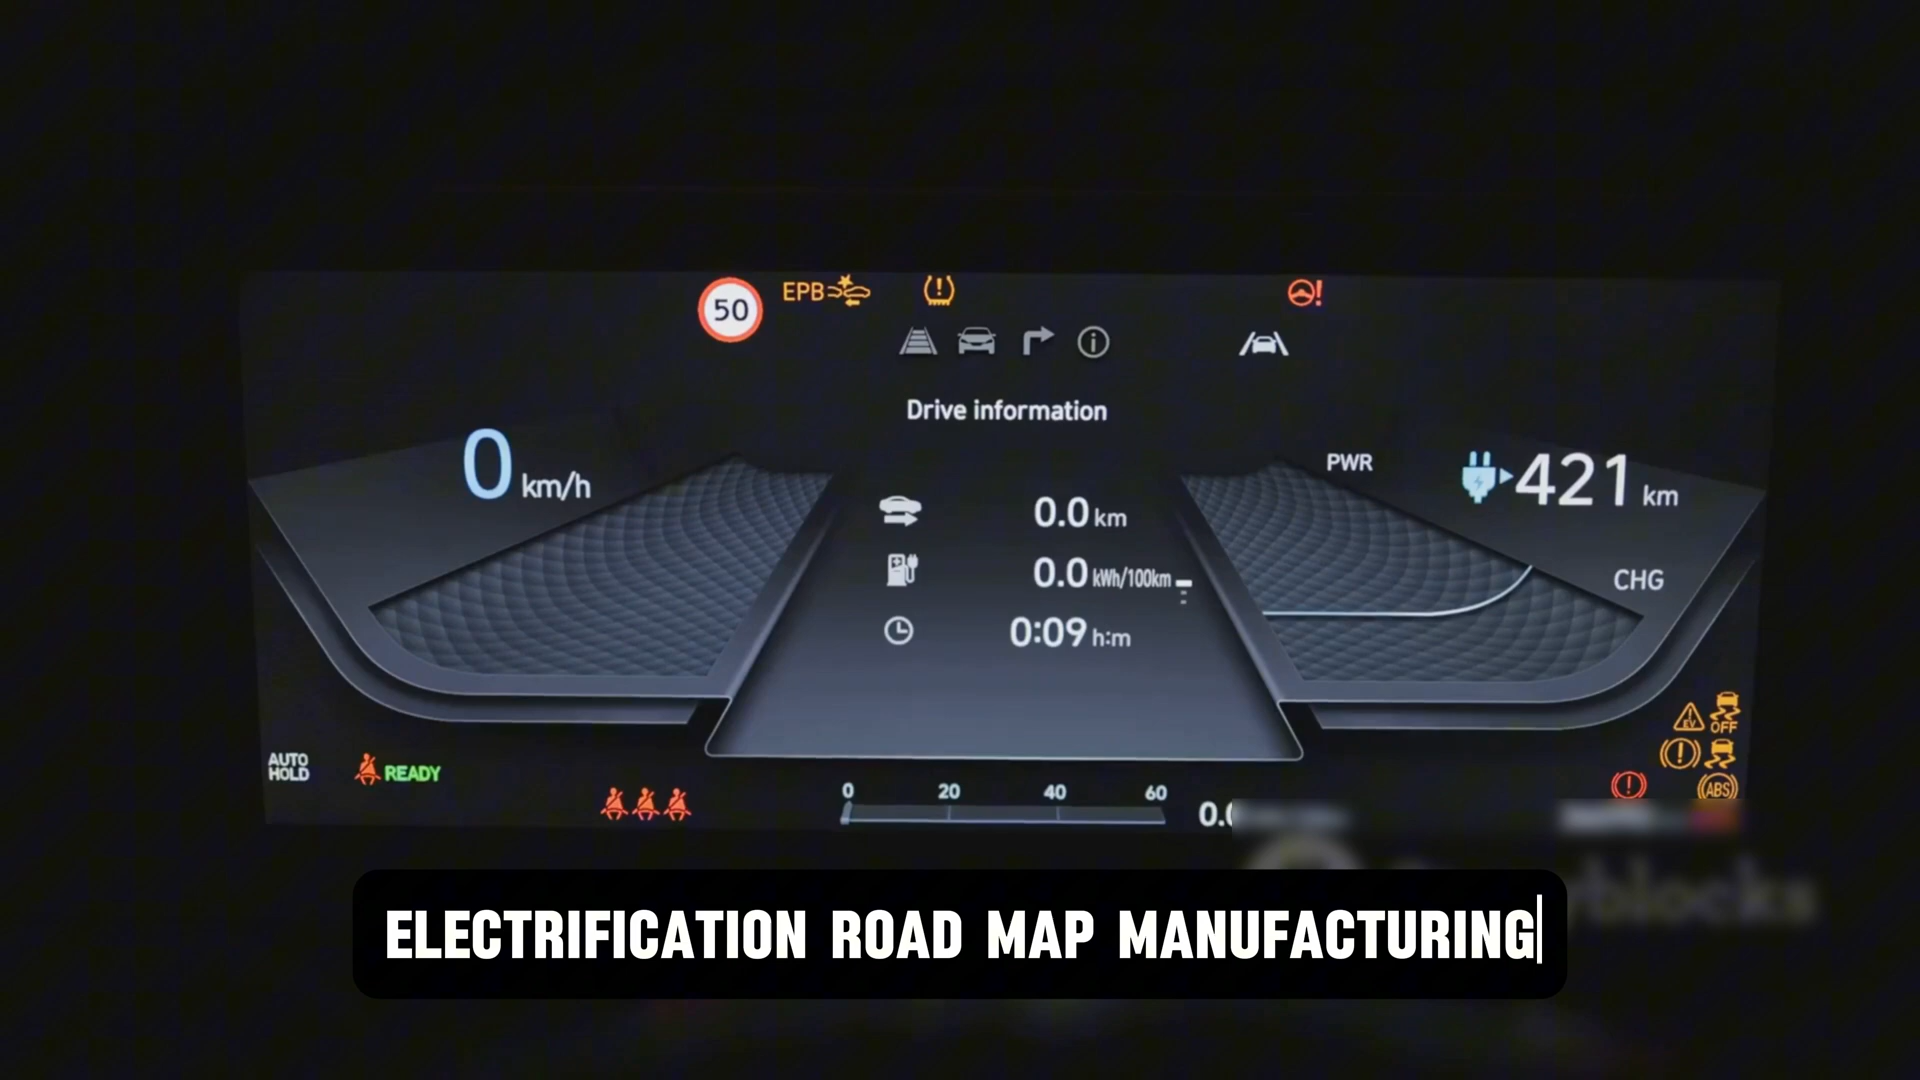 50
EPB
Drive information
0 km/h
PWR
421 km
0.0 km
0.0 kWh/100km
CHG
0:09 h:m
EV
OFF
AUTO HOLD
READY
ABS
0 20 40 60
ELECTRIFICATION ROAD MAP MANUFACTURING